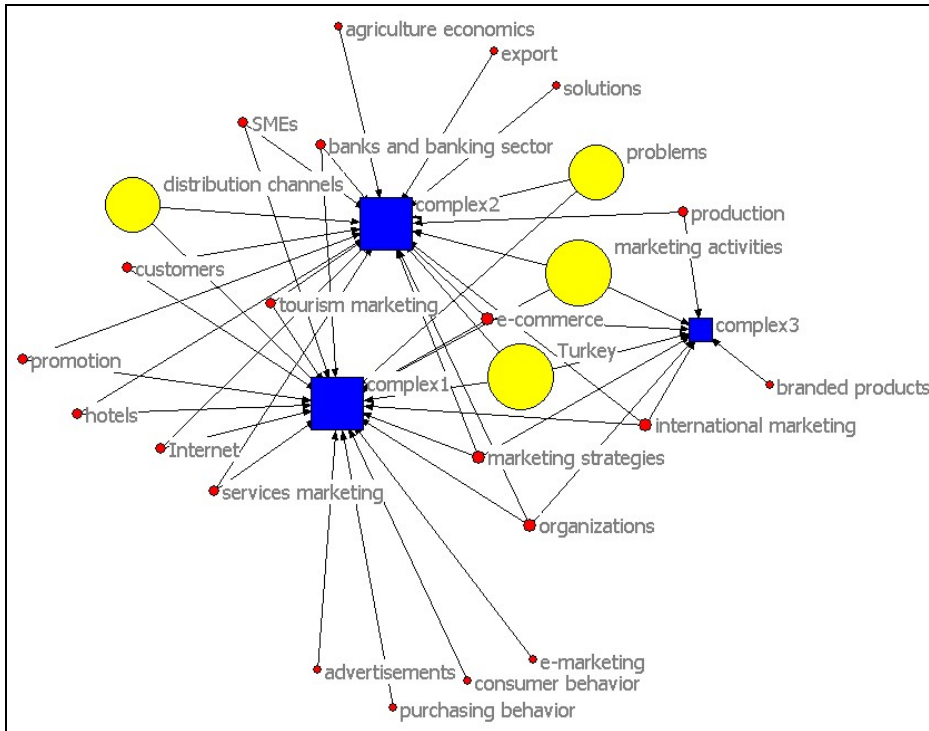 agriculture economics
export
solutions
SMEs
banks and banking sector
problems
distribution channels
complex2
production
marketing activities
customers
tourism marketing
e-commerce
complex3
Turkey
promotion
complex1
branded products
hotels
international marketing
Internet
marketing strategies
services marketing
organizations
e-marketing
advertisements
consumer behavior
purchasing behavior